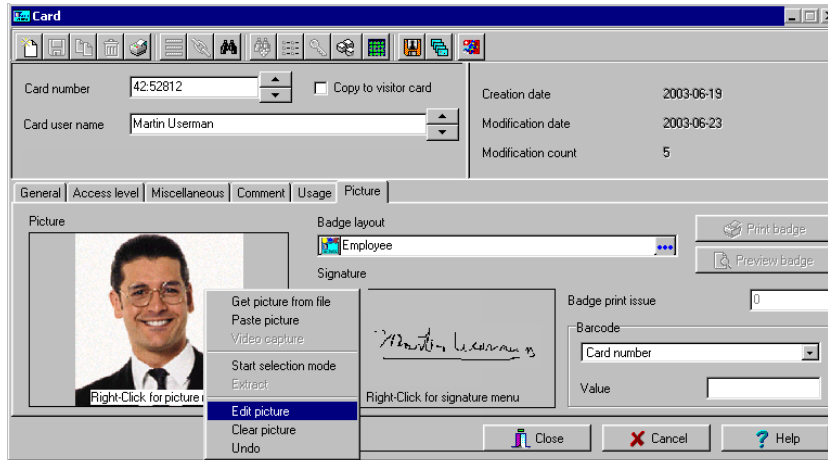 Card
Card number
42:52812
Copy to visitor card
Card user name
Martin Userman
Creation date
2003-06-19
Modification date
2003-06-23
Modification count
5
General
Access level
Miscellaneous
Comment
Usage
Picture
Picture
Badge layout
Employee
Print badge
Preview badge
Signature
Get picture from file
Paste picture
Video capture
Start selection mode
Extract
Edit picture
Clear picture
Undo
Right-Click for picture
Martin Userman
Right-Click for signature menu
Badge print issue
0
Barcode
Card number
Value
Close
Cancel
Help